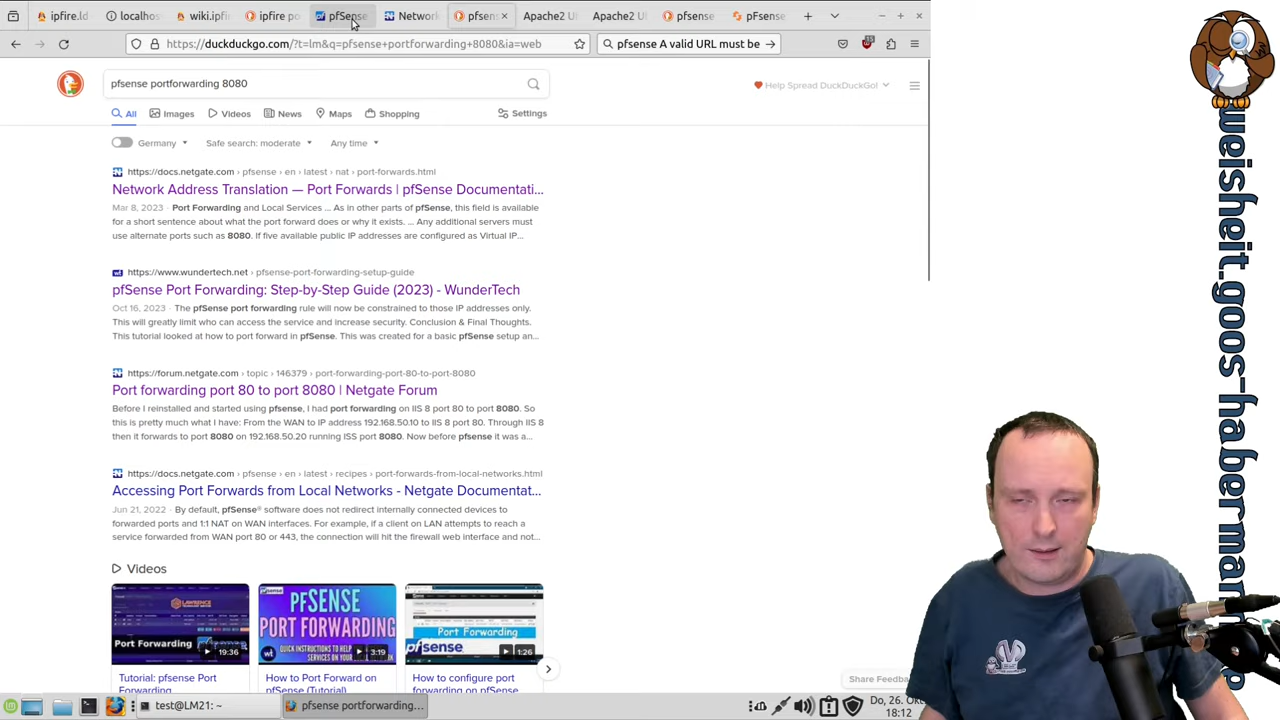 ipfire.ld
localhos
wiki.ipfi
ipfire po
pfSense
Network
pfsens
Apache2 U
Apache2 U
pfsense
pfSense.
https://duckduckgo.com/?t=lm&q=pfsense+portforwarding+8080&ia=web
pfsense A valid URL must be
pfsense portforwarding 8080
Help Spread DuckDuckGo!
All
Images
Videos
News
Maps
Shopping
Settings
Germany
Safe search: moderate
Any time
https://docs.netgate.com › pfsense › en › latest › nat › port-forwards.html
Network Address Translation — Port Forwards | pfSense Documentati...
Mar 8, 2023 Port Forwarding and Local Services ... As in other parts of pfSense, this field is available
for a short sentence about what the port forward does or why it exists. ... Any additional servers must
use alternate ports such as 8080. If five available public IP addresses are configured as Virtual IP...
https://www.wundertech.net › pfsense-port-forwarding-setup-guide
pfSense Port Forwarding: Step-by-Step Guide (2023) - WunderTech
Oct 16, 2023 The pfSense port forwarding rule will now be constrained to those IP addresses only.
This will greatly limit who can access the service and increase security. Conclusion & Final Thoughts.
This tutorial looked at how to port forward in pfSense. This was created for a basic pfSense setup an...
https://forum.netgate.com › topic › 146379 › port-forwarding-port-80-to-port-8080
Port forwarding port 80 to port 8080 | Netgate Forum
Before I reinstalled and started using pfsense, I had port forwarding on IIS 8 port 80 to port 8080. So
this is pretty much what I have: From the WAN to IP address 192.168.50.10 to IIS 8 port 80. Through IIS 8
then it forwards to port 8080 on 192.168.50.20 running ISS port 8080. Now before pfsense it was a...
https://docs.netgate.com › pfsense › en › latest › recipes › port-forwards-from-local-networks.html
Accessing Port Forwards from Local Networks - Netgate Documentat...
Jun 21, 2022 By default, pfSense® software does not redirect internally connected devices to
forwarded ports and 1:1 NAT on WAN interfaces. For example, if a client on LAN attempts to reach a
service forwarded from WAN port 80 or 443, the connection will hit the firewall web interface and not...
Videos
LAWRENCE
Port Forwarding
19:36
pfsense
PFSENSE
PORT FORWARDING
3:19
Port Forwarding
pfSense
1:26
Tutorial: pfsense Port
Forwarding
How to Port Forward on
pfSense (Tutorial)
How to configure port
forwarding on pfSense
Share Feedba
test@LM21: ~
pfsense portforwarding...
Do, 26. Okt
18:12
weisheit.goos-habermann.de